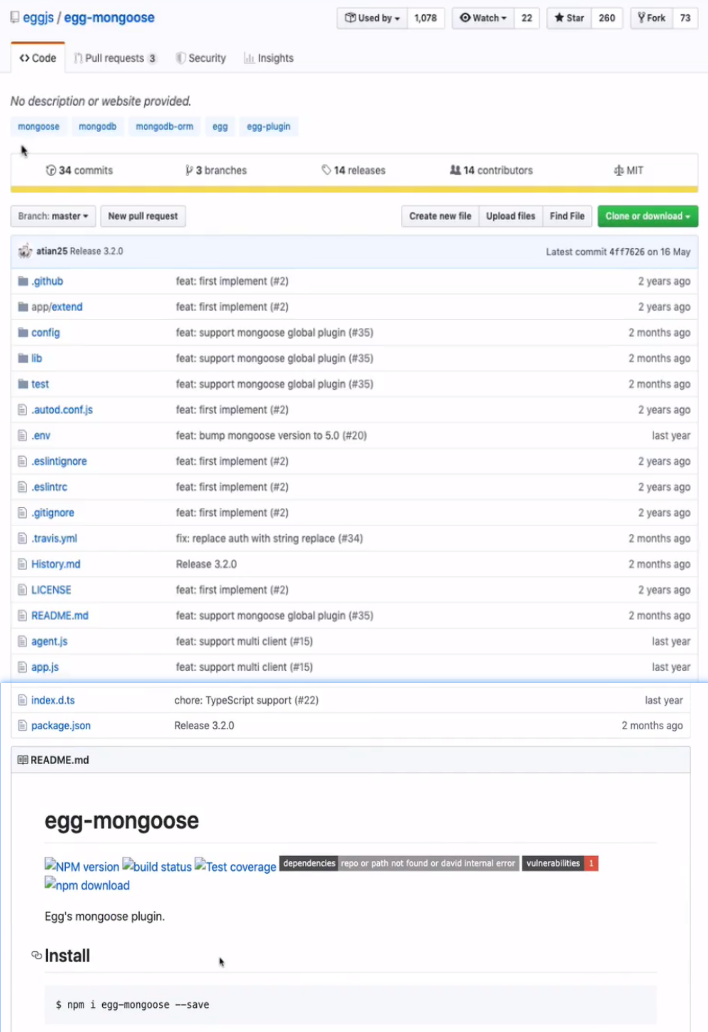 eggjs / egg-mongoose Used by 1,078 Watch 22 Star 260 Fork 73
Code Pull requests 3 Security Insights
No description or website provided.
mongoose mongodb mongodb-orm egg egg-plugin
34 commits 3 branches 14 releases 14 contributors MIT
Branch: master New pull request Create new file Upload files Find File Clone or download
atian25 Release 3.2.0 Latest commit 4ff7626 on 16 May
.github feat: first implement (#2) 2 years ago
app/extend feat: first implement (#2) 2 years ago
config feat: support mongoose global plugin (#35) 2 months ago
lib feat: support mongoose global plugin (#35) 2 months ago
test feat: support mongoose global plugin (#35) 2 months ago
.autod.conf.js feat: first implement (#2) 2 years ago
.env feat: bump mongoose version to 5.0 (#20) last year
.eslintignore feat: first implement (#2) 2 years ago
.eslintrc feat: first implement (#2) 2 years ago
.gitignore feat: first implement (#2) 2 years ago
.travis.yml fix: replace auth with string replace (#34) 2 months ago
History.md Release 3.2.0 2 months ago
LICENSE feat: first implement (#2) 2 years ago
README.md feat: support mongoose global plugin (#35) 2 months ago
agent.js feat: support multi client (#15) last year
app.js feat: support multi client (#15) last year
index.d.ts chore: TypeScript support (#22) last year
package.json Release 3.2.0 2 months ago
README.md
egg-mongoose
NPM version build status Test coverage dependencies repo or path not found or david internal error vulnerabilities 1
npm download
Egg's mongoose plugin.
Install
$ npm i egg-mongoose --save